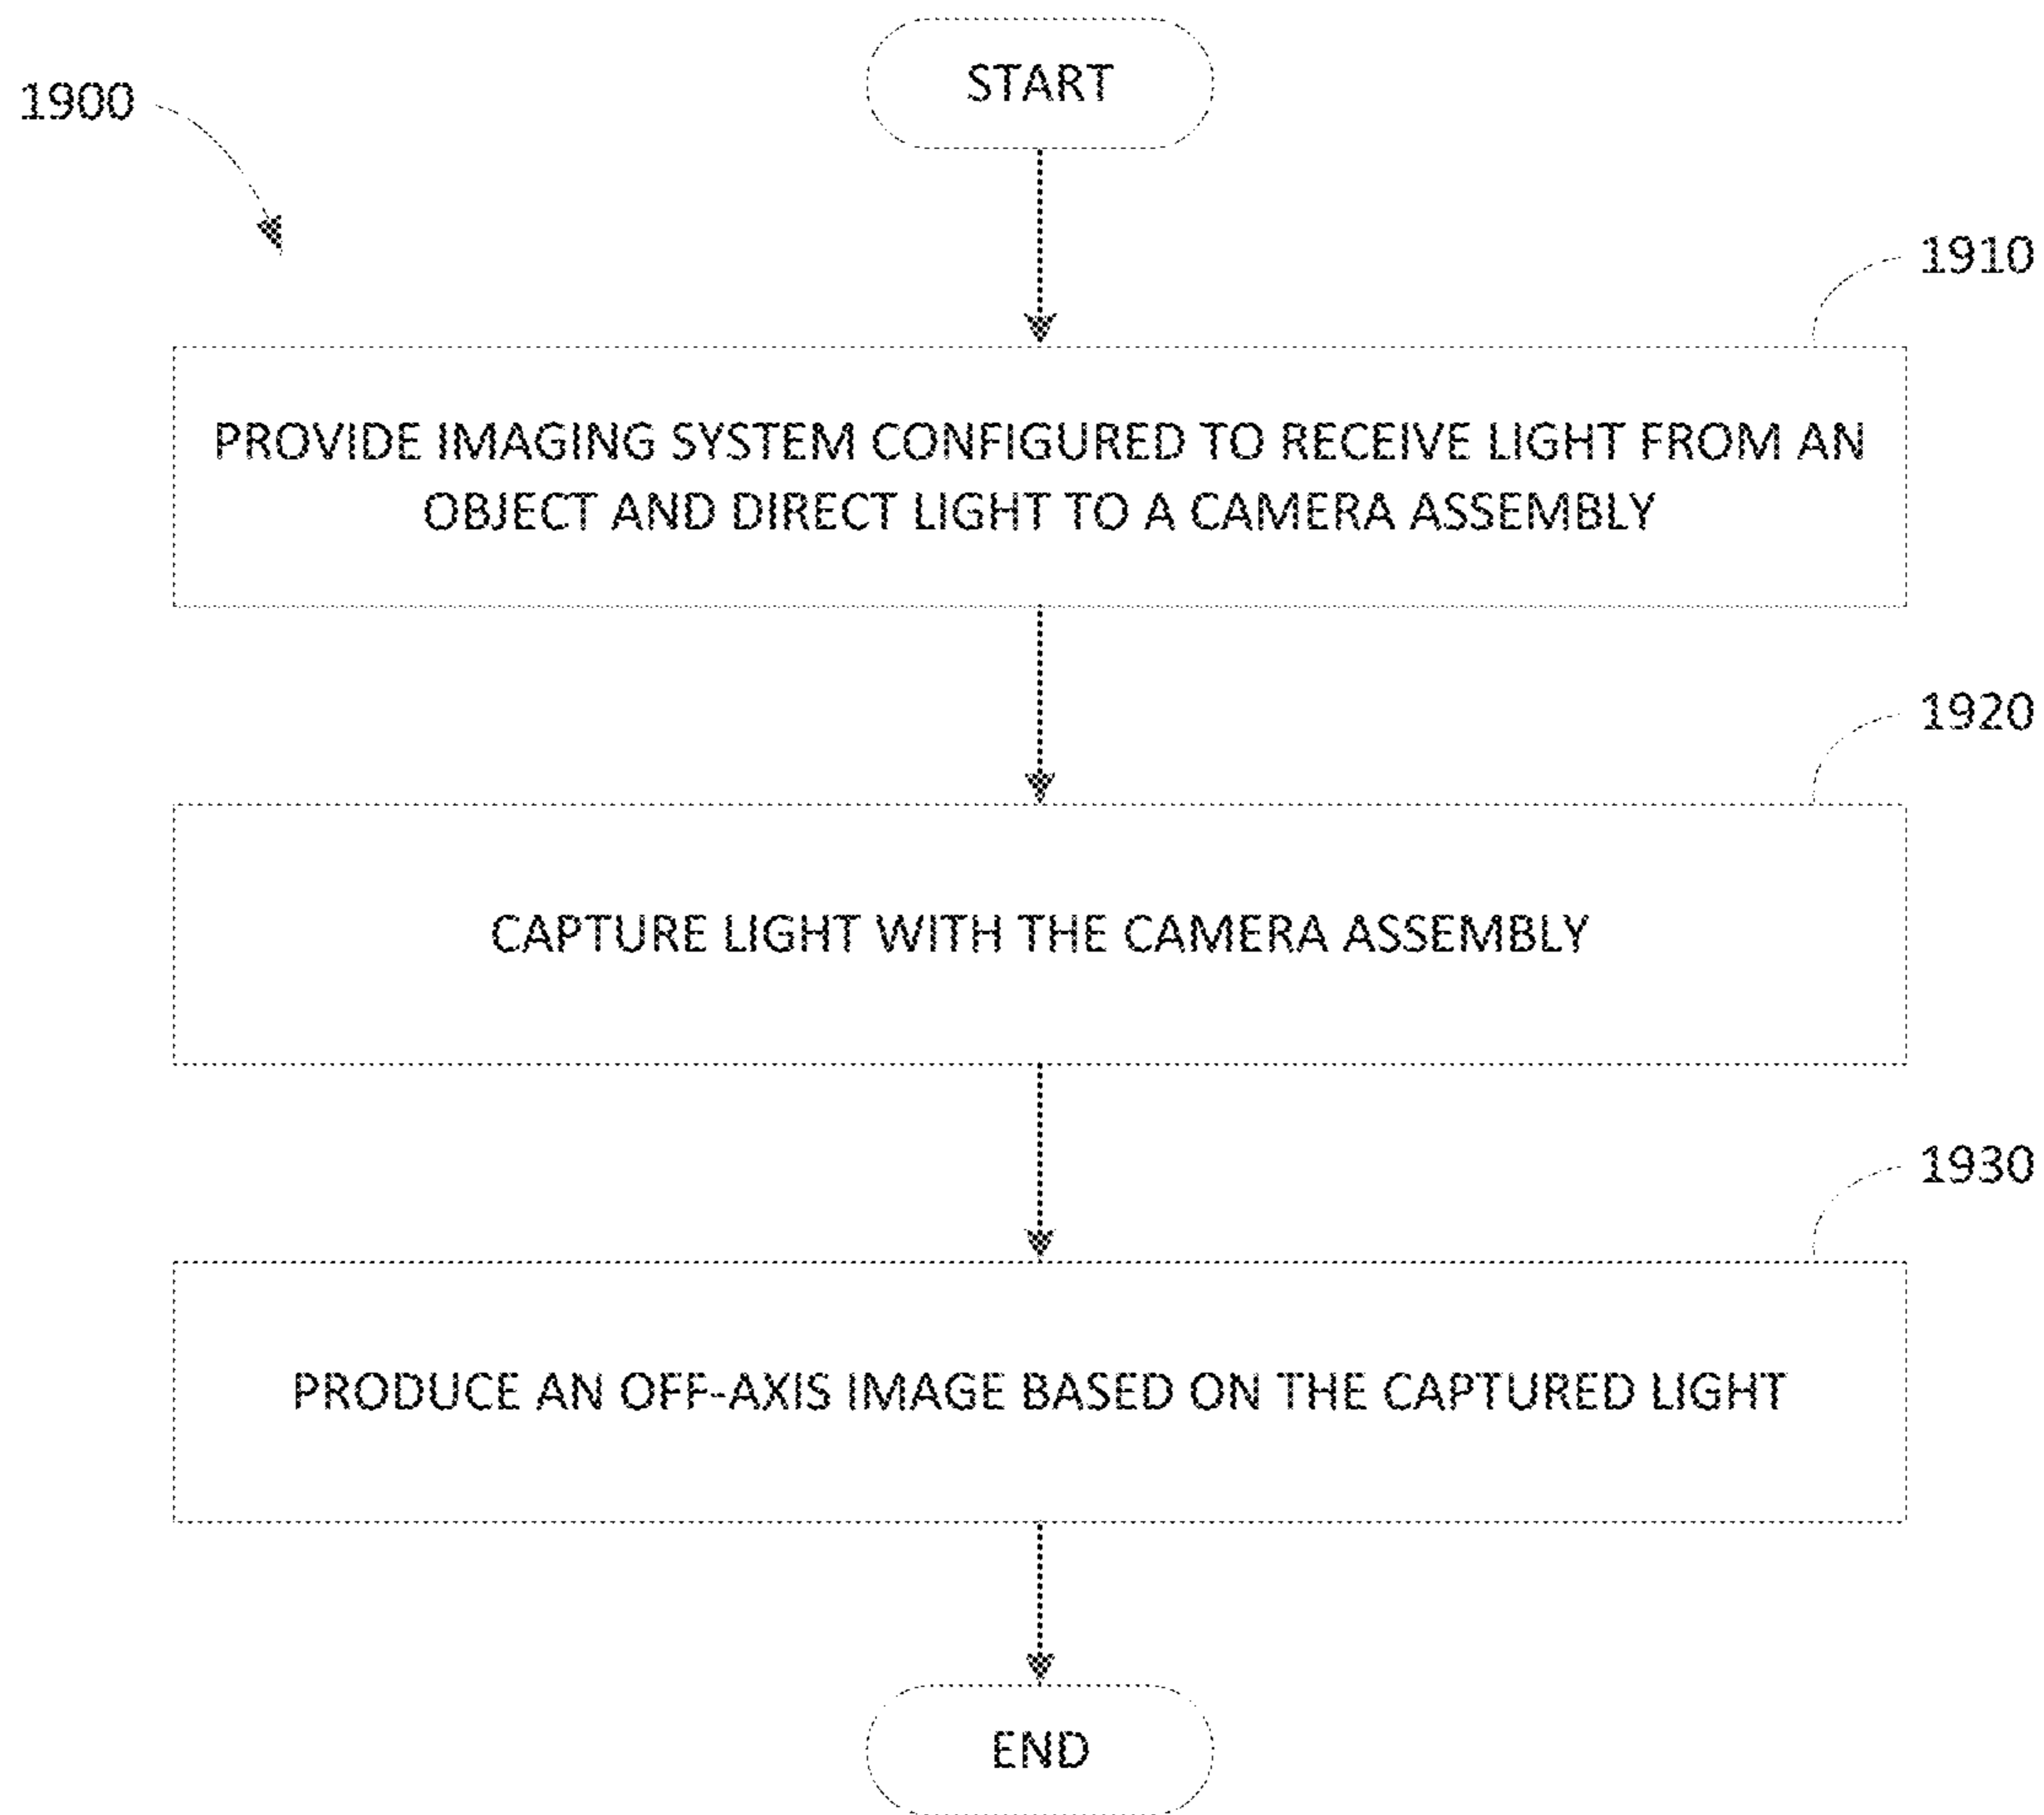 START
1900
1910
PROVIDE IMAGING SYSTEM CONFIGURED TO RECEIVE LIGHT FROM AN
OBJECT AND DIRECT LIGHT TO A CAMERA ASSEMBLY
1920
CAPTURE LIGHT WITH THE CAMERA ASSEMBLY
1930
PRODUCE AN OFF-AXIS IMAGE BASED ON THE CAPTURED LIGHT
END